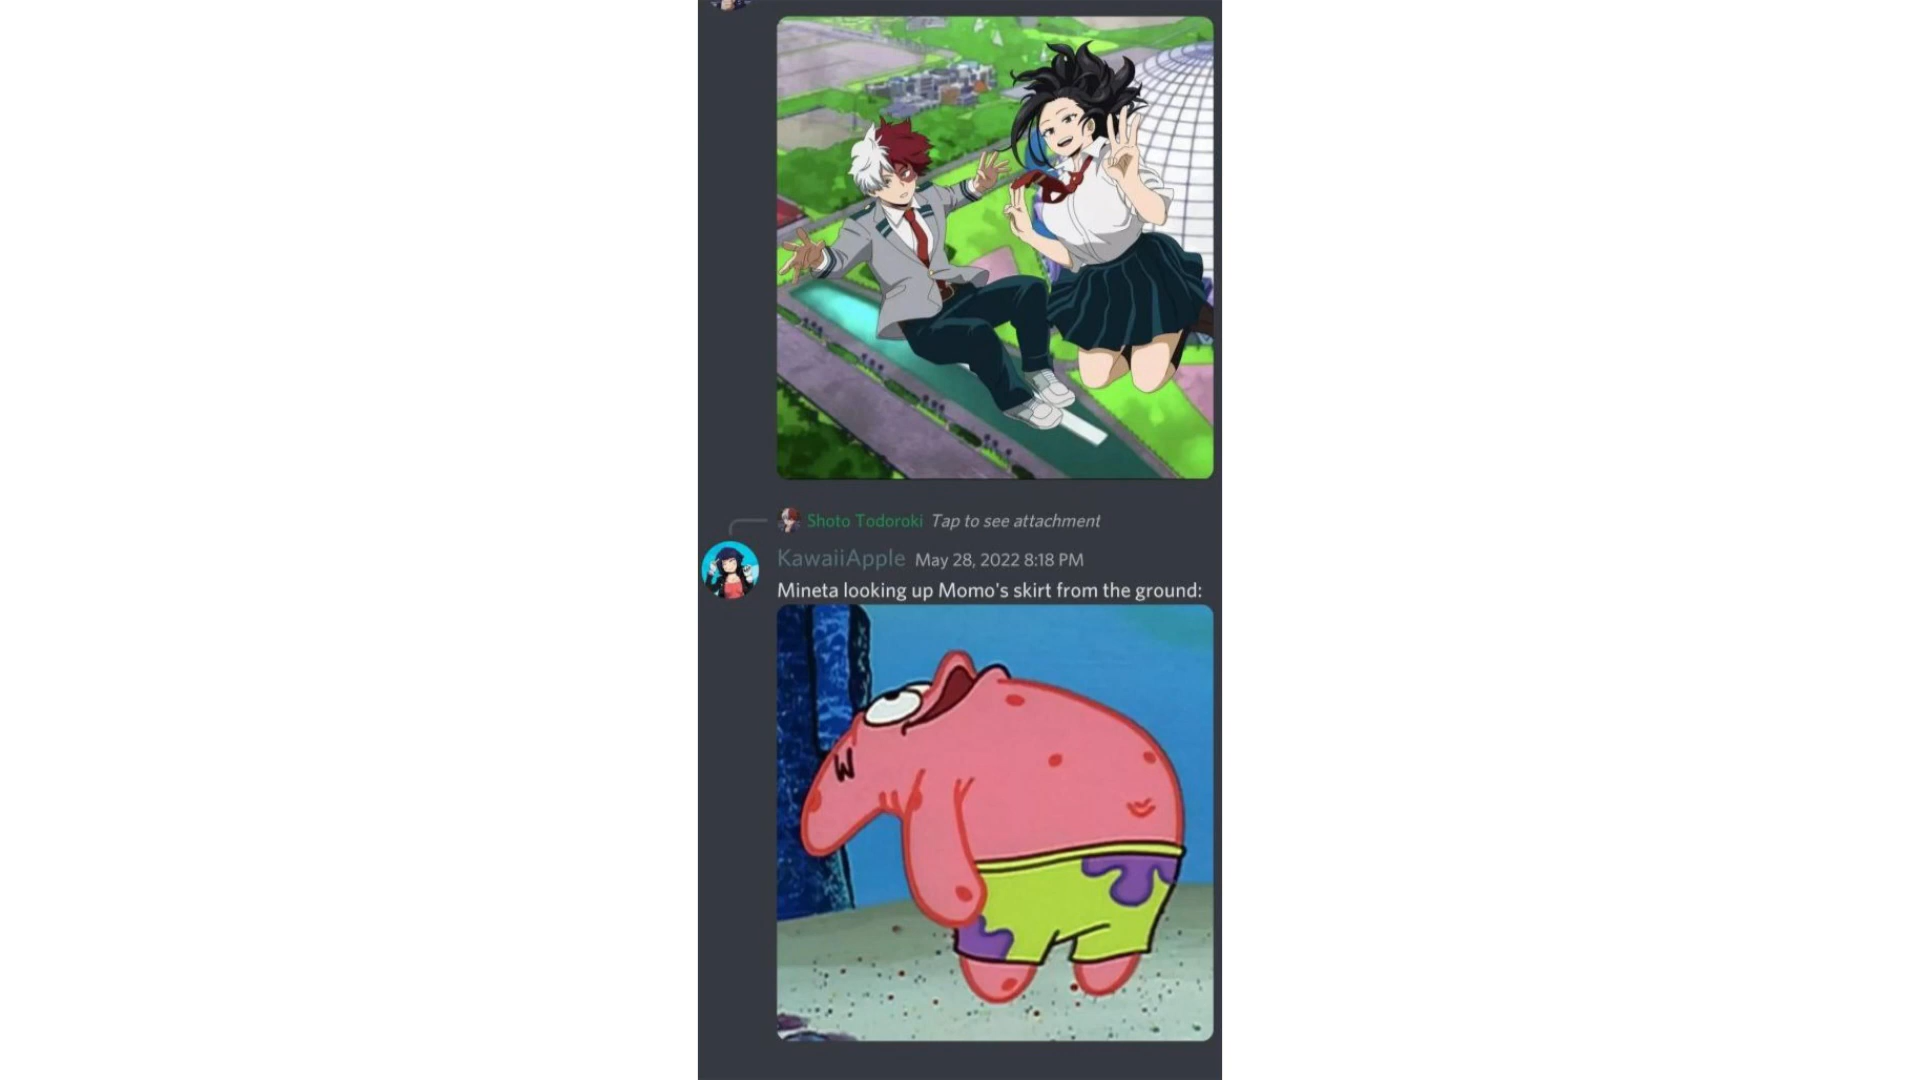 Shoto Todoroki Tap to see attachment
KawaiiApple May 28, 2022 8:18 PM
Mineta looking up Momo's skirt from the ground: